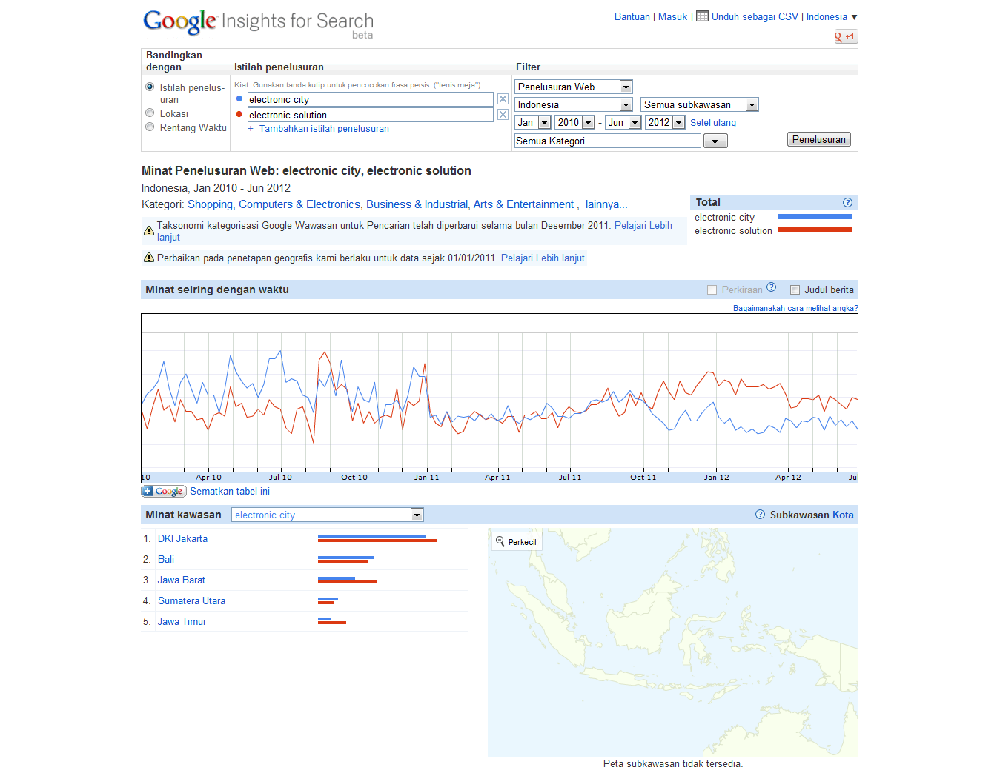 Google Insights for Search
beta
Bantuan | Masuk | Unduh sebagai CSV | Indonesia ▼
g +1
Bandingkan dengan
Istilah penelusuran
Filter
Istilah penelus-
uran
Lokasi
Rentang Waktu
Kiat: Gunakan tanda kutip untuk pencocokan frasa persis. ("tenis meja")
electronic city
electronic solution
+ Tambahkan istilah penelusuran
Penelusuran Web
Indonesia
Semua subkawasan
Jan 2010 - Jun 2012 Setel ulang
Semua Kategori
Penelusuran
Minat Penelusuran Web: electronic city, electronic solution
Indonesia, Jan 2010 - Jun 2012
Kategori: Shopping, Computers & Electronics, Business & Industrial, Arts & Entertainment , lainnya...
Total ?
electronic city
electronic solution
Taksonomi kategorisasi Google Wawasan untuk Pencarian telah diperbarui selama bulan Desember 2011. Pelajari Lebih
lanjut
Perbaikan pada penetapan geografis kami berlaku untuk data sejak 01/01/2011. Pelajari Lebih lanjut
Minat seiring dengan waktu
Perkiraan ?
Judul berita
Bagaimanakah cara melihat angka?
10 Apr 10 Jul 10 Oct 10 Jan 11 Apr 11 Jul 11 Oct 11 Jan 12 Apr 12 Ju
Google Sematkan tabel ini
Minat kawasan
electronic city
? Subkawasan Kota
1. DKI Jakarta
2. Bali
3. Jawa Barat
4. Sumatera Utara
5. Jawa Timur
Perkecil
Peta subkawasan tidak tersedia.